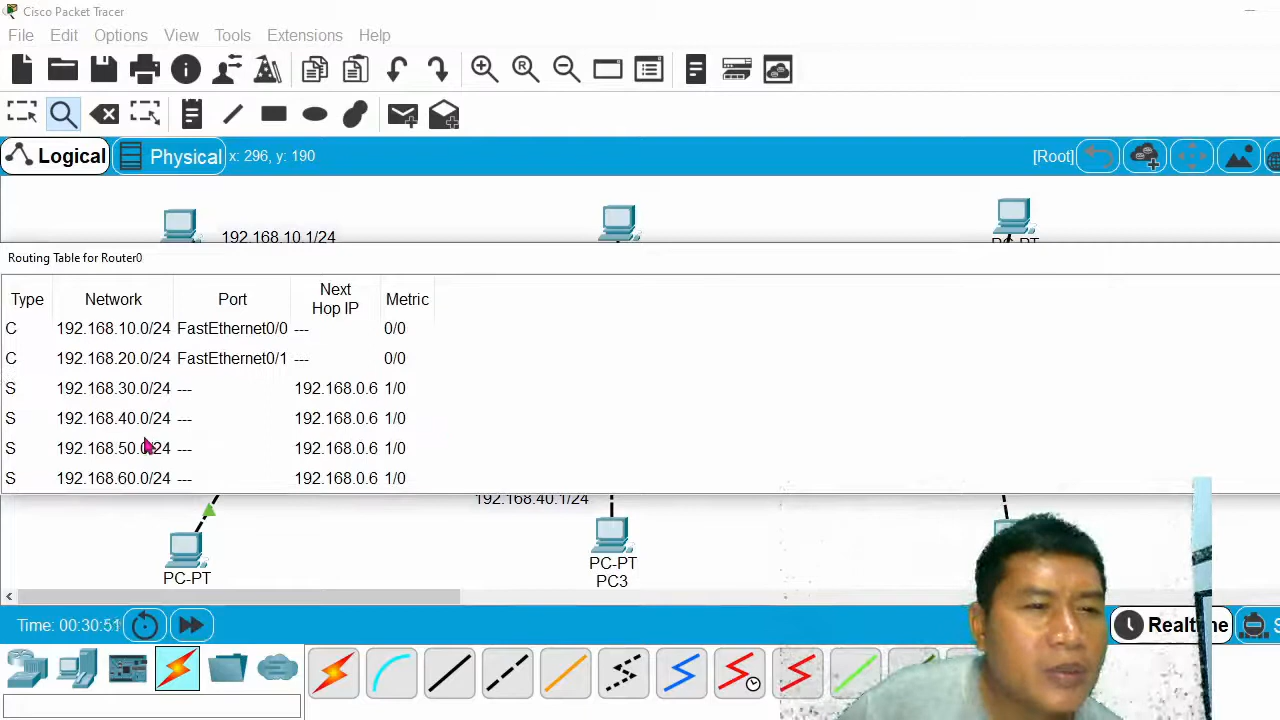 Cisco Packet Tracer
File Edit Options View Tools Extensions Help
Logical Physical x: 296, y: 190 [Root]
192.168.10.1/24
Routing Table for Router0
Type Network Port Next Hop IP Metric
C 192.168.10.0/24 FastEthernet0/0 --- 0/0
C 192.168.20.0/24 FastEthernet0/1 --- 0/0
S 192.168.30.0/24 --- 192.168.0.6 1/0
S 192.168.40.0/24 --- 192.168.0.6 1/0
S 192.168.50.0/24 --- 192.168.0.6 1/0
S 192.168.60.0/24 --- 192.168.0.6 1/0
192.168.40.1/24
PC-PT
PC-PT
PC3
Time: 00:30:51 Realtime